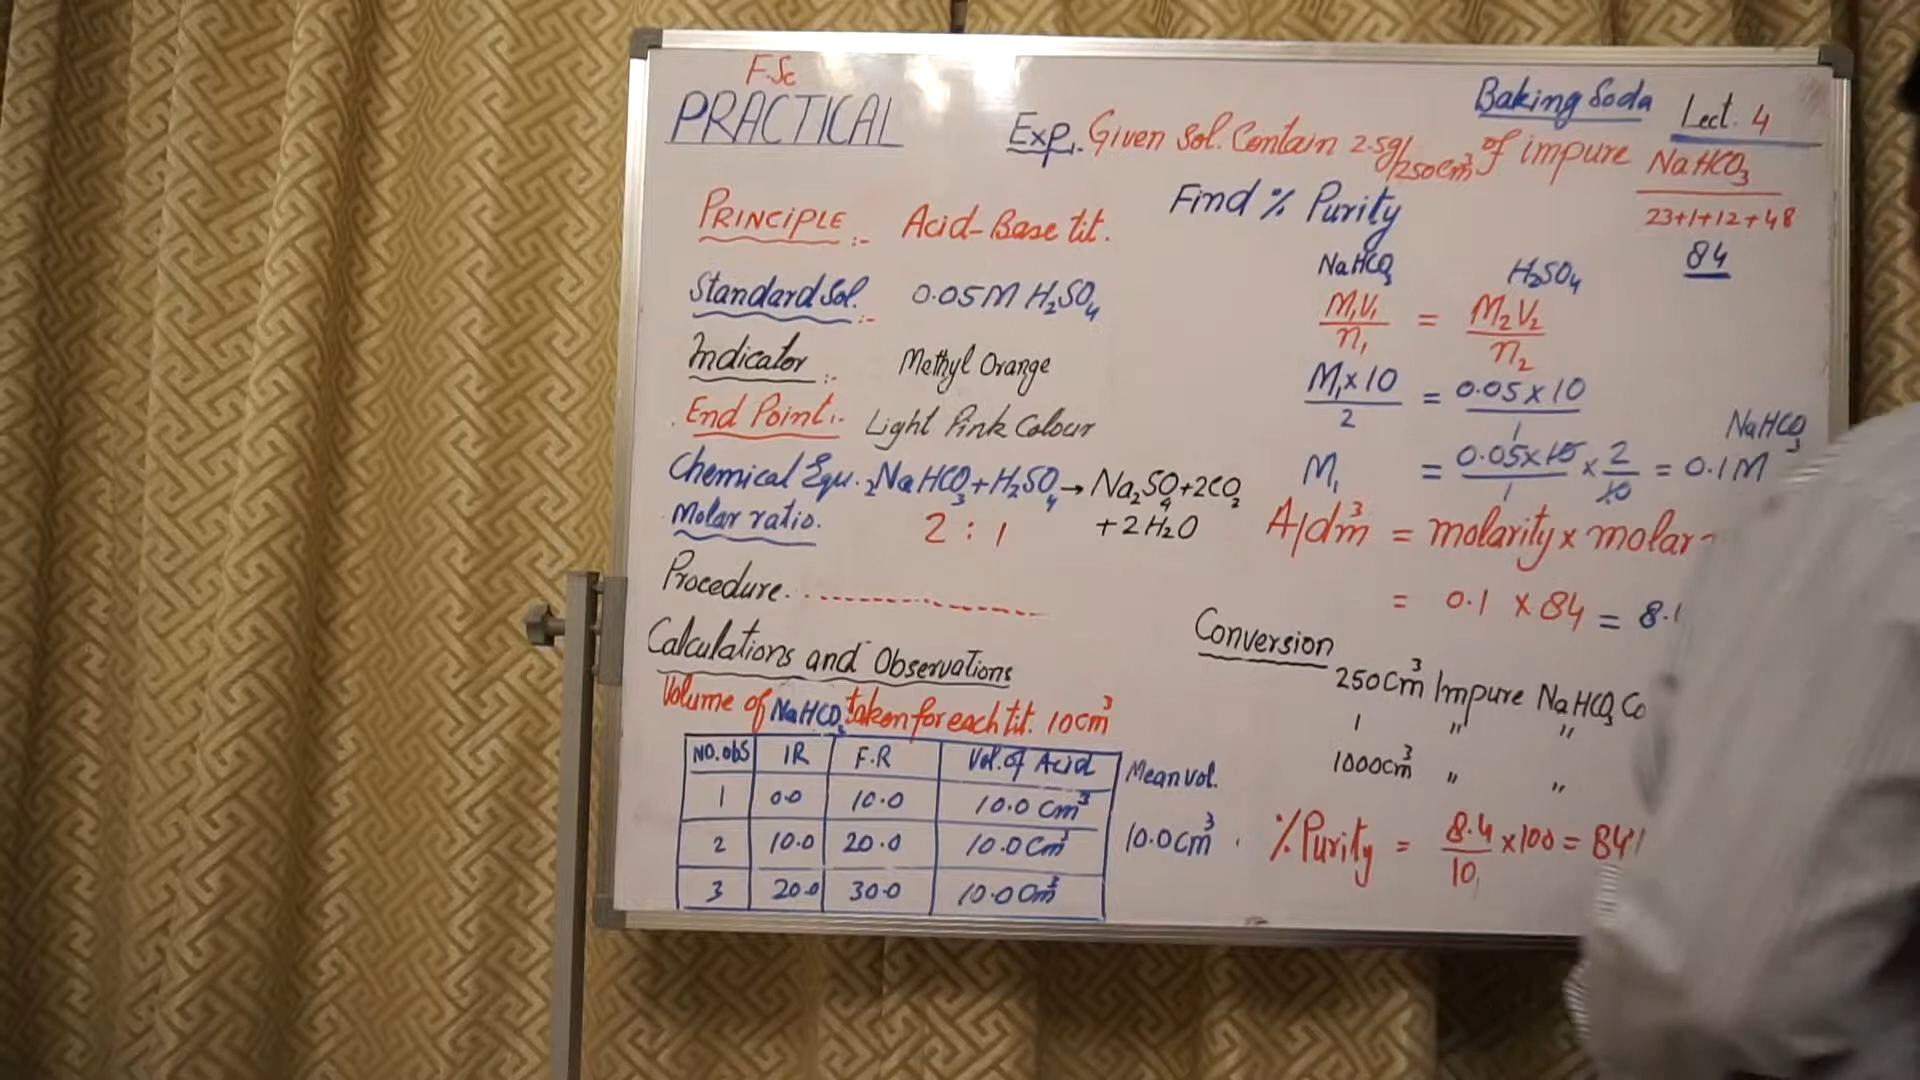 F.Sc
PRACTICAL
Baking Soda Lect. 4
Exp. Given Sol. Contain 2.5g/250cm³ of impure NaHCO₃
23+1+12+48
84
Find % Purity
PRINCIPLE :- Acid-Base tit.
Standard Sol. :- 0.05M H₂SO₄
Indicator :- Methyl Orange
End Point :- Light Pink Colour
Chemical Equ. 2NaHCO₃+H₂SO₄→Na₂SO₄+2CO₂
+2H₂O
Molar ratio. 2 : 1
Procedure. ..............
Calculations and Observations
Volume of NaHCO₃ taken for each tit. 10cm³
NO.obs IR F.R Vol. of Acid Mean vol.
1 0.0 10.0 10.0 cm³
2 10.0 20.0 10.0 Cm³ 10.0cm³.
3 20.0 30.0 10.0 Cm³
NaHCO₃ H₂SO₄
M₁V₁/n₁ = M₂V₂/n₂
M₁x10/2 = 0.05x10/1
M₁ = 0.05x10/1 x 2/10 = 0.1M NaHCO₃
A/dm³ = molarity x molar
= 0.1 x 84 = 8.
Conversion
250Cm³ Impure NaHCO₃ Co
1 " "
1000cm³ " "
% Purity = 8.4/10 x100 = 84%